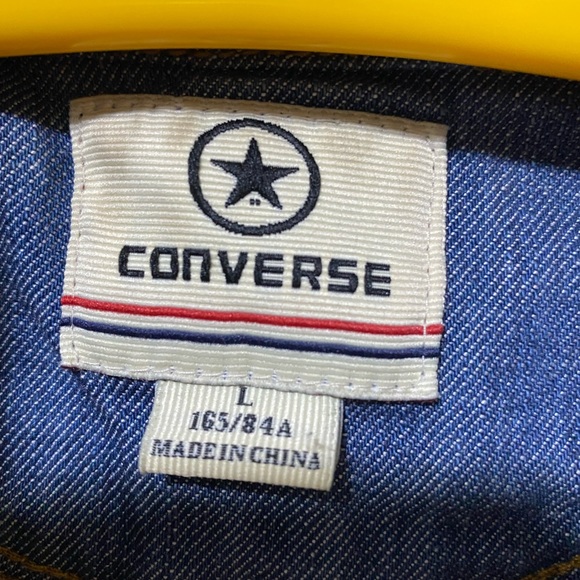 CONVERSE
L
165/84A
MADE IN CHINA